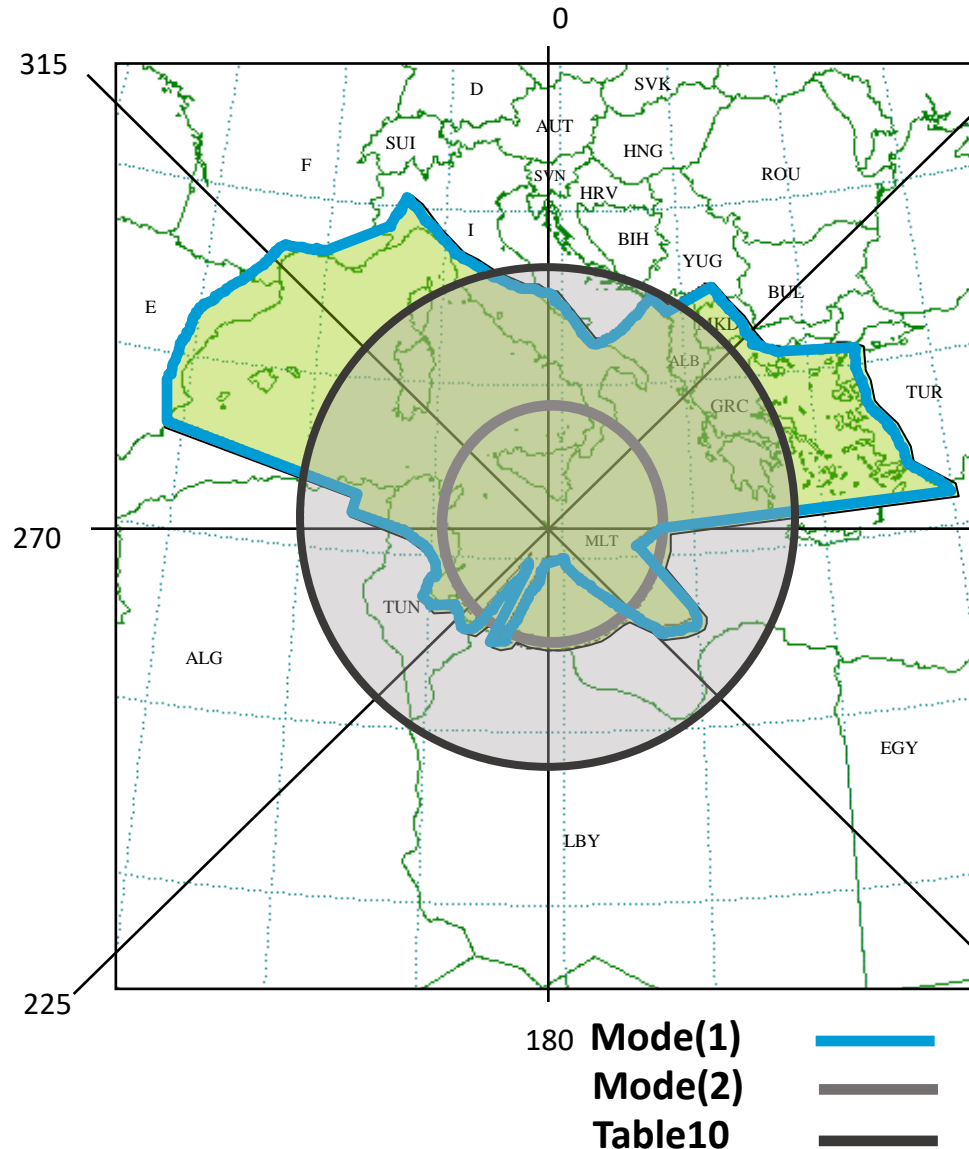 0
315
D
SVK
AUT
SUI
HNG
F
SVN
ROU
HRV
I
BIH
YUG
BUL
E
MKD
ALB
TUR
GRC
270
MLT
TUN
ALG
EGY
LBY
225
180
Mode(1)
Mode(2)
Table10